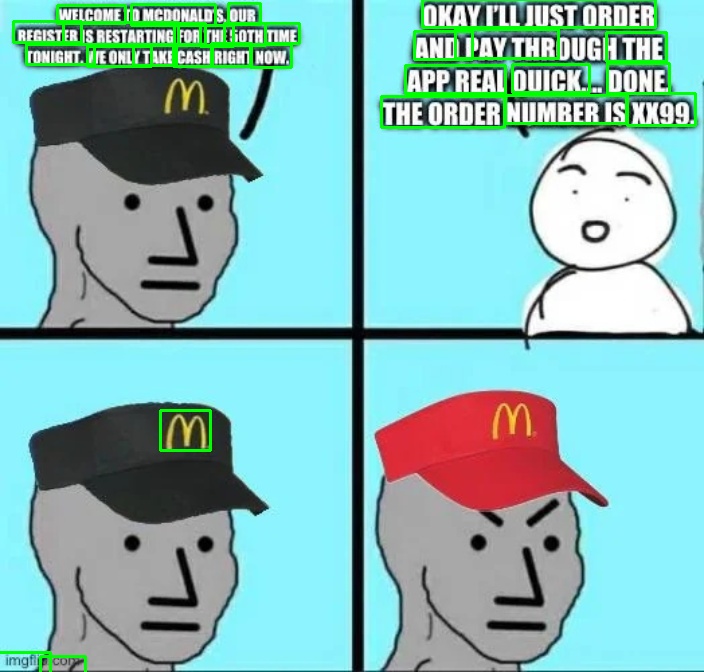 WELCOME TO MCDONALD'S. OUR
REGISTER IS RESTARTING FOR THE 50TH TIME
TONIGHT. WE ONLY TAKE CASH RIGHT NOW.
OKAY I'LL JUST ORDER
AND I PAY THROUGH THE
APP REAL QUICK.... DONE
THE ORDER NUMBER IS XX99.
imgflip.com